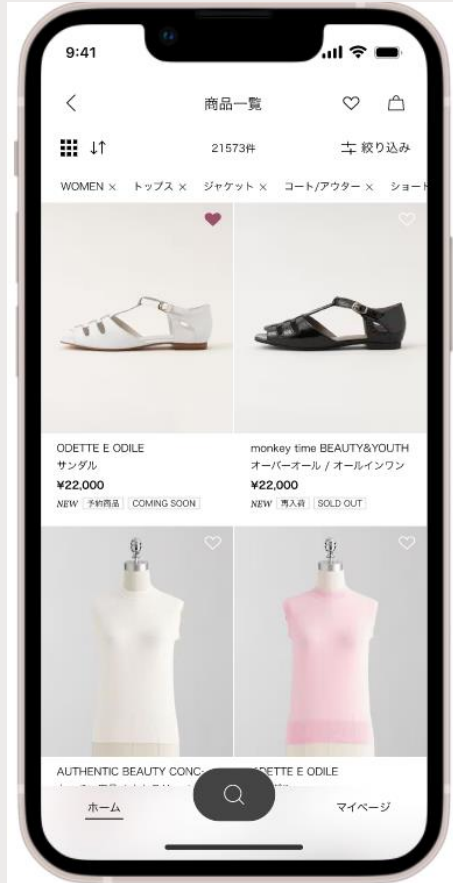 9:41
商品一覧
21573件
絞り込み
WOMEN × トップス × ジャケット × コート/アウター × ショート
ODETTE E ODILE
サンダル
¥22,000
NEW 予約商品 COMING SOON
monkey time BEAUTY&YOUTH
オーバーオール / オールインワン
¥22,000
NEW 再入荷 SOLD OUT
AUTHENTIC BEAUTY CONC-
E ODILE
ホーム
マイページ